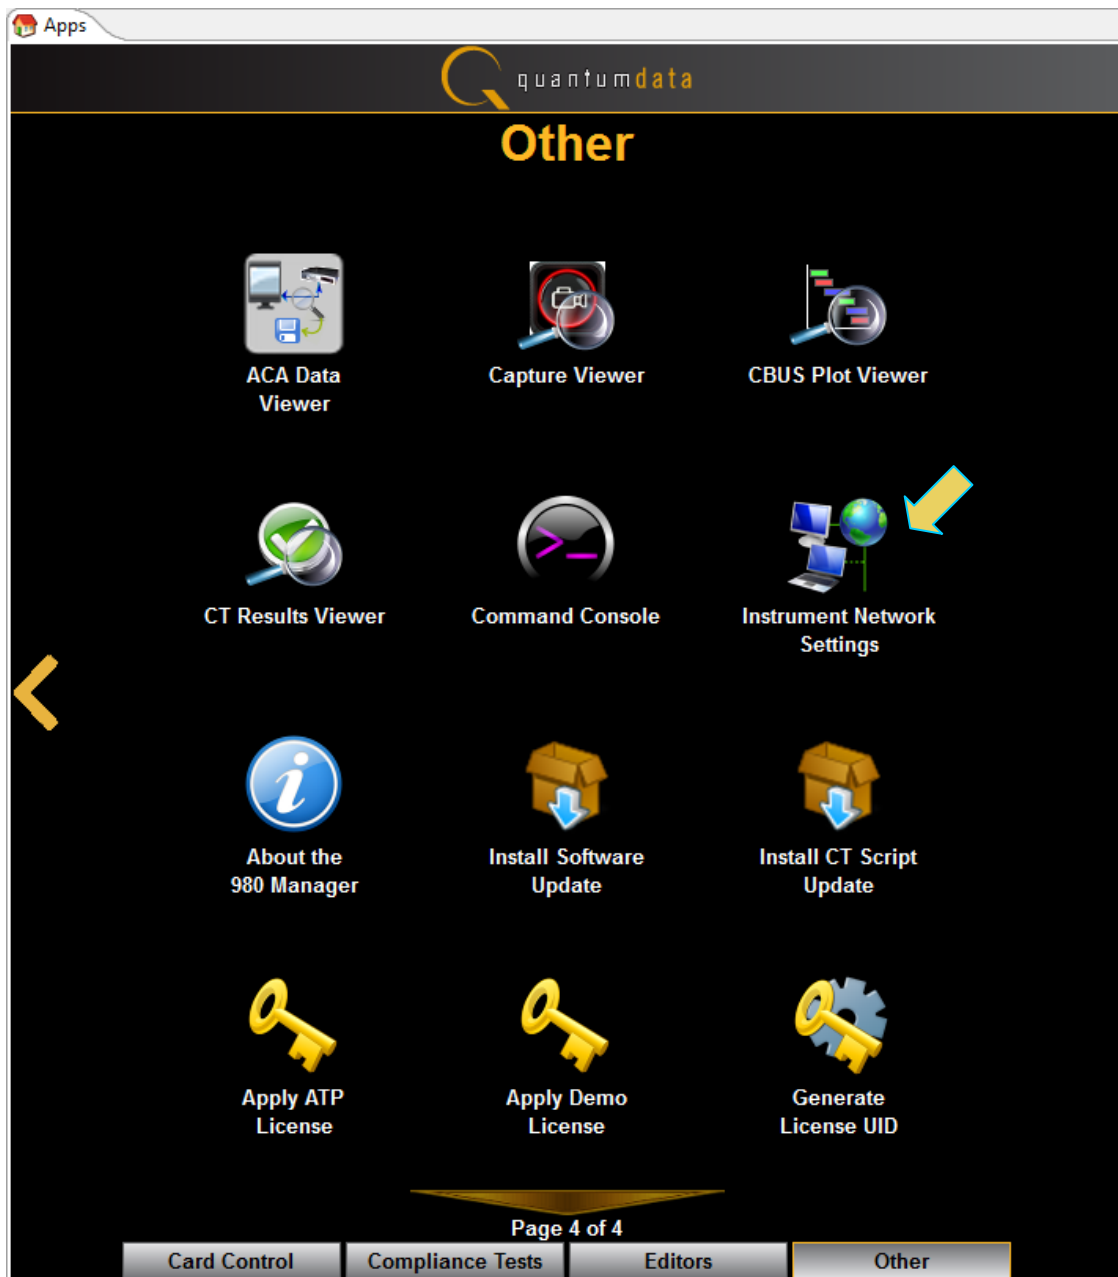 Apps
quantumdata
Other
ACA Data
Viewer
Capture Viewer
CBUS Plot Viewer
CT Results Viewer
Command Console
Instrument Network
Settings
About the
980 Manager
Install Software
Update
Install CT Script
Update
Apply ATP
License
Apply Demo
License
Generate
License UID
Page 4 of 4
Card Control
Compliance Tests
Editors
Other